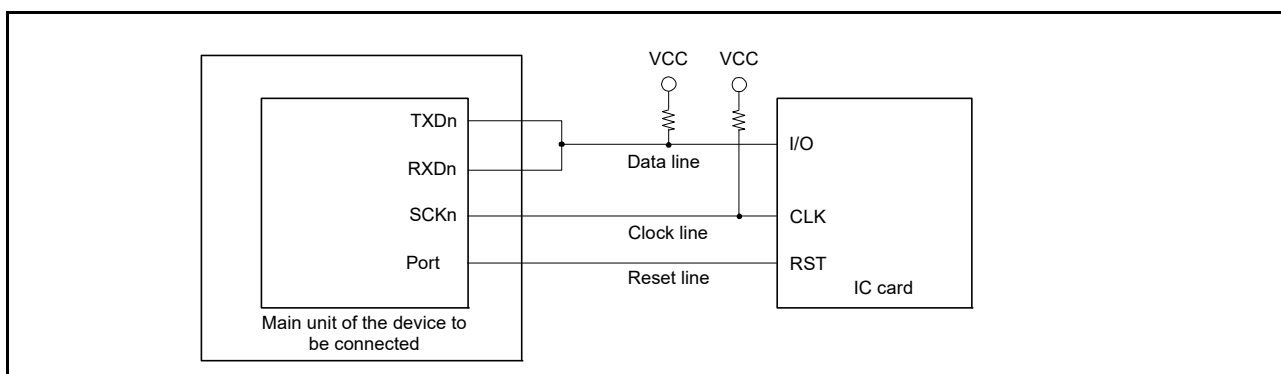 VCC VCC
TXDn
I/O
Data line
RXDn
SCKn
CLK
Clock line
Port
RST
Reset line
IC card
Main unit of the device to
be connected